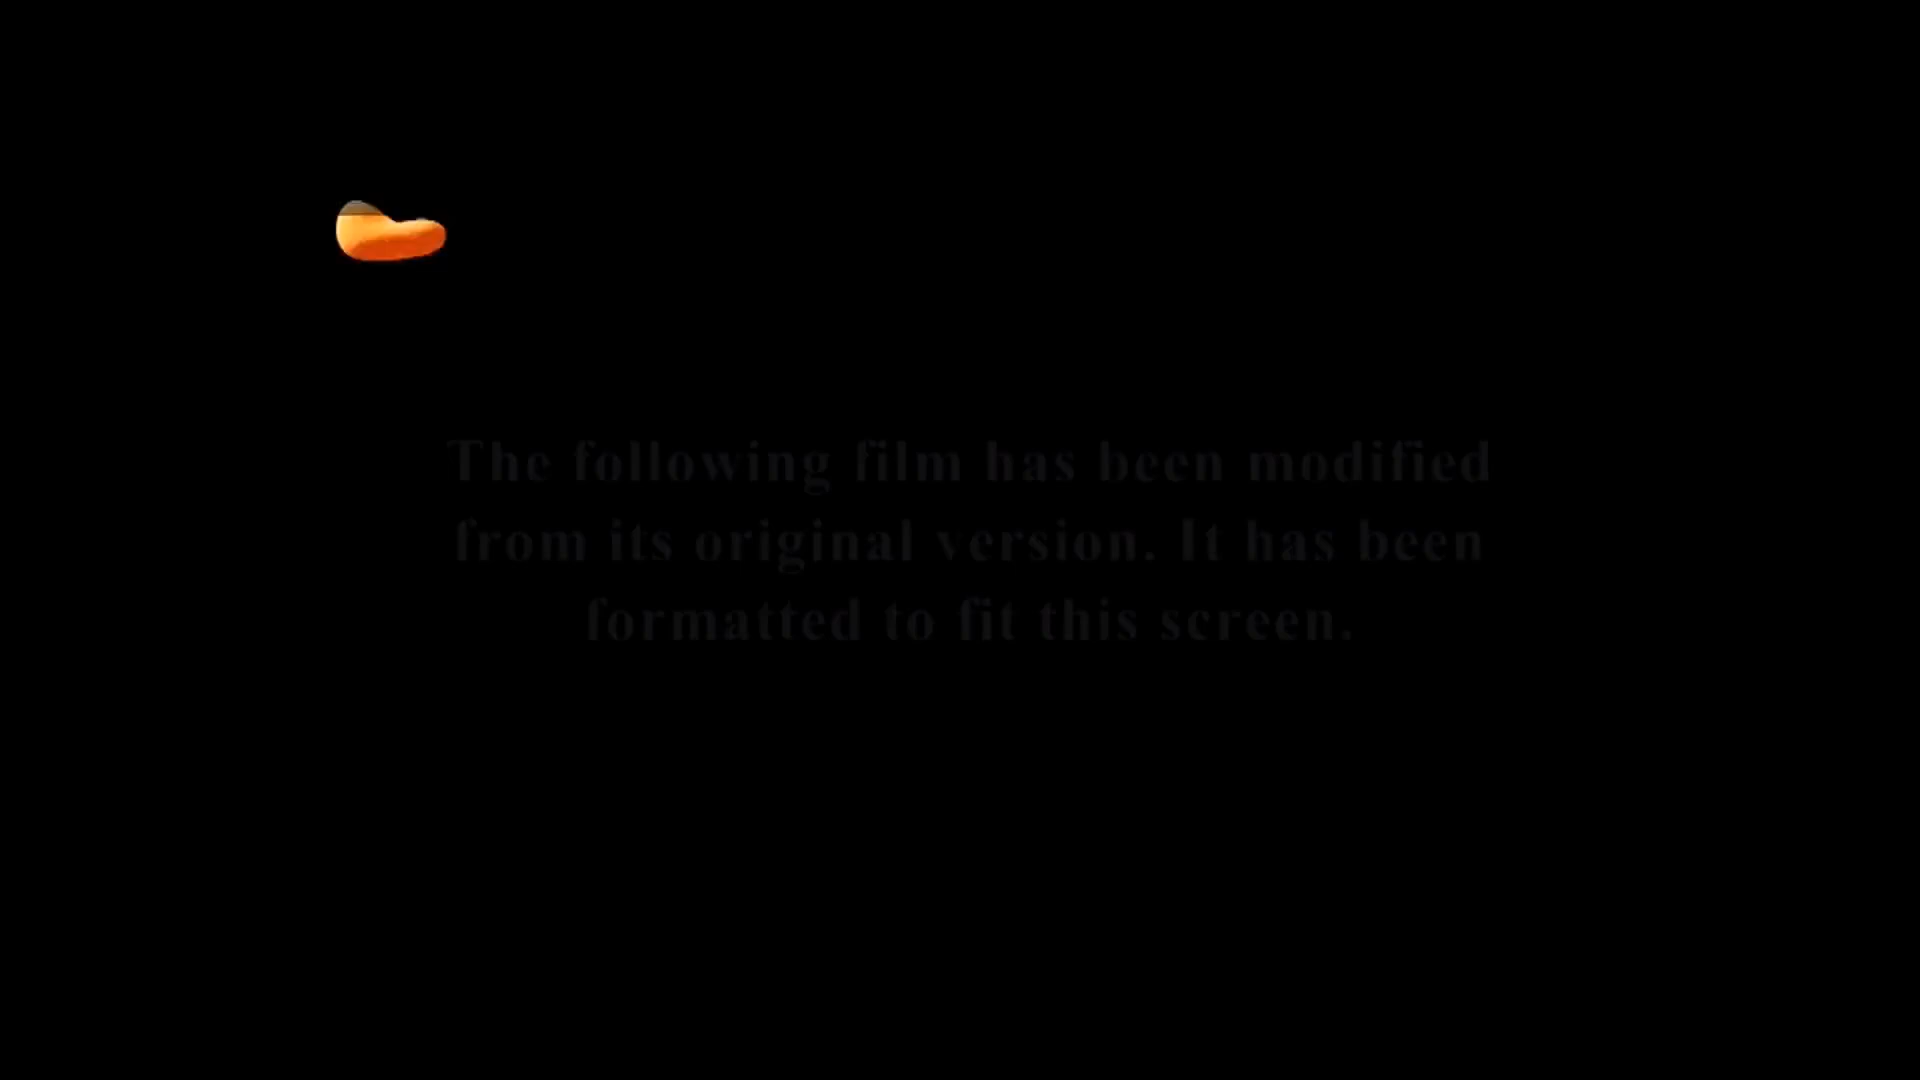 The following film has been modified
from its original version. It has been
formatted to fit this screen.